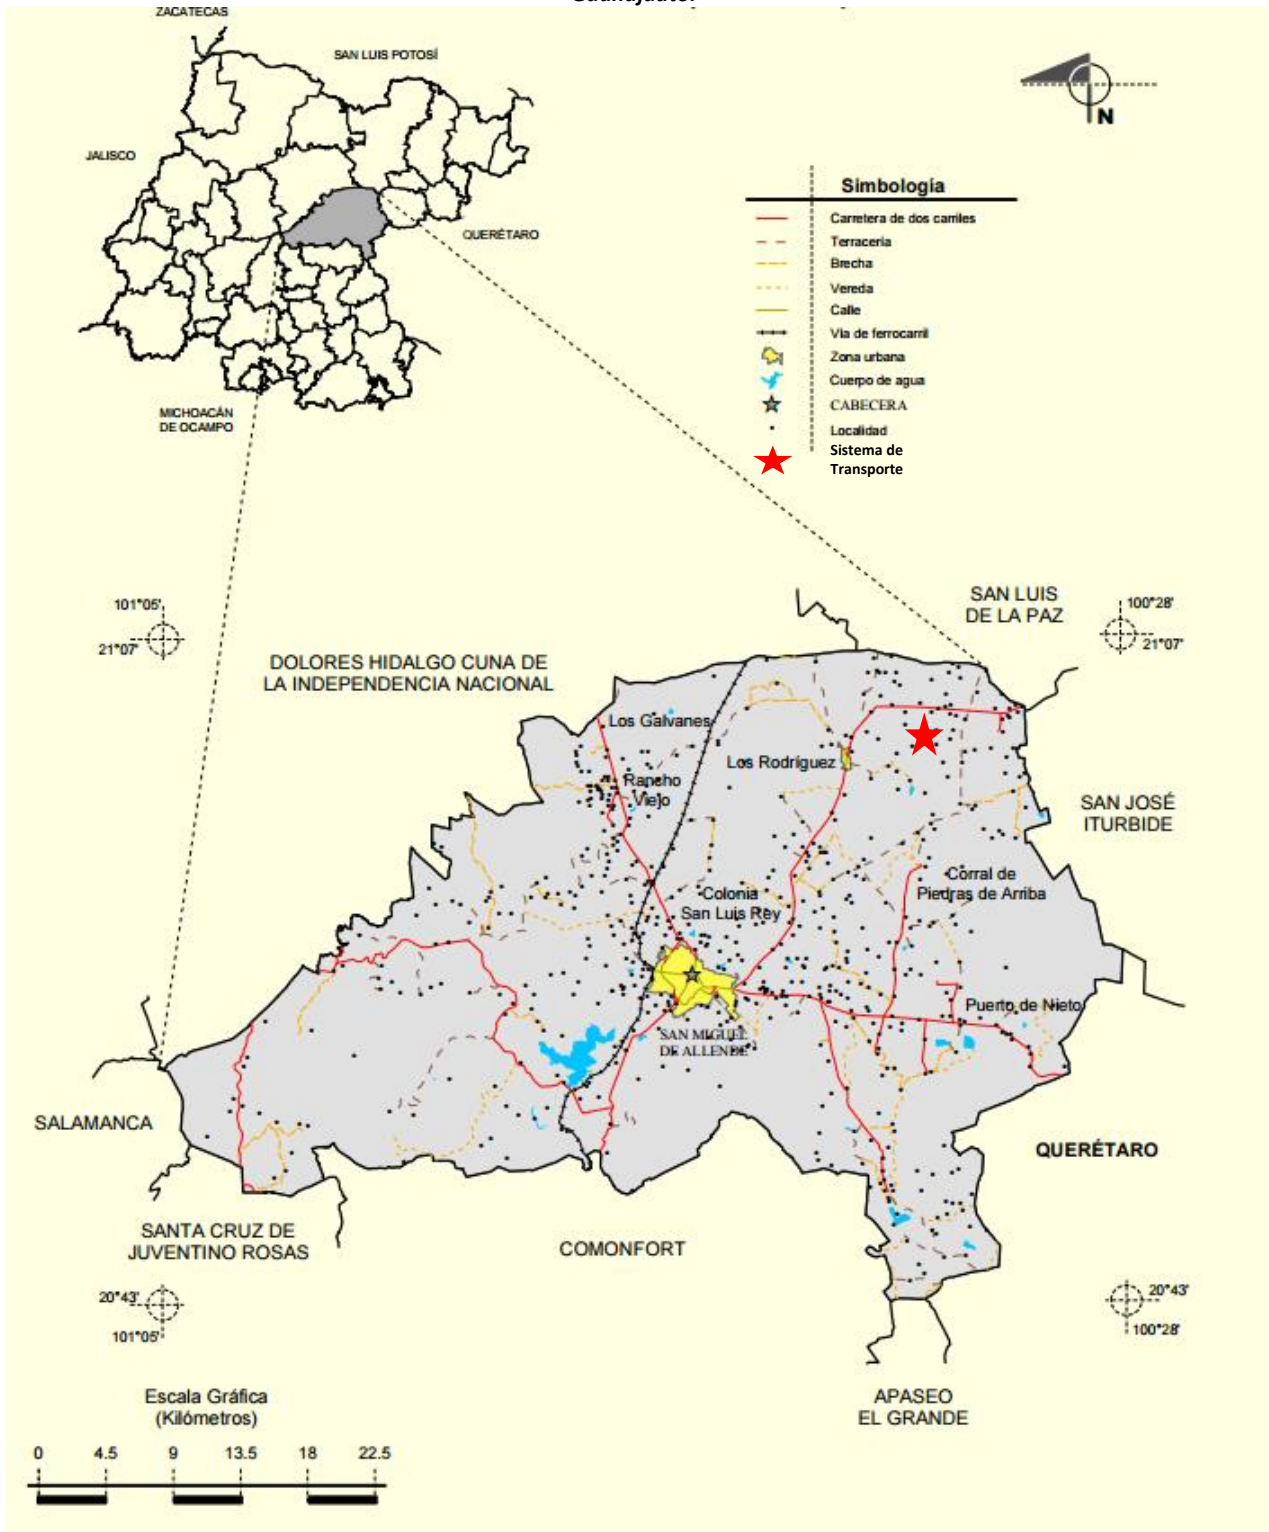 Guanajuato.
ZACATECAS
SAN LUIS POTOSÍ
JALISCO
QUERÉTARO
MICHOACÁN
DE OCAMPO
N
Simbología
Carretera de dos carriles
Terracería
Brecha
Vereda
Calle
Vía de ferrocarril
Zona urbana
Cuerpo de agua
CABECERA
Localidad
Sistema de
Transporte
101°05'
21°07'
100°28'
21°07'
SAN LUIS
DE LA PAZ
DOLORES HIDALGO CUNA DE
LA INDEPENDENCIA NACIONAL
Los Galvanes
Los Rodríguez
Rancho
Viejo
SAN JOSÉ
ITURBIDE
Corral de
Piedras de Arriba
Colonia
San Luis Rey
Puerto de Nieto
SAN MIGUEL
DE ALLENDE
SALAMANCA
QUERÉTARO
SANTA CRUZ DE
JUVENTINO ROSAS
COMONFORT
20°43'
101°05'
20°43'
100°28'
APASEO
EL GRANDE
Escala Gráfica
(Kilómetros)
0 4.5 9 13.5 18 22.5